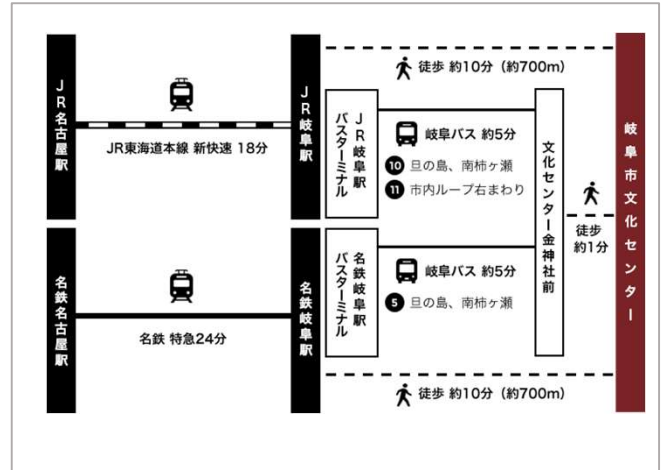 JR名古屋駅
JR東海道本線 新快速 18分
JR岐阜駅
徒歩 約10分（約700m）
JR岐阜駅
バスターミナル
岐阜バス 約5分
10 旦の島、南柿ヶ瀬
11 市内ループ右まわり
文化センター金神社前
徒歩
約1分
岐阜市文化センター
名鉄名古屋駅
名鉄 特急24分
名鉄岐阜駅
名鉄岐阜駅
バスターミナル
岐阜バス 約5分
5 旦の島、南柿ヶ瀬
徒歩 約10分（約700m）